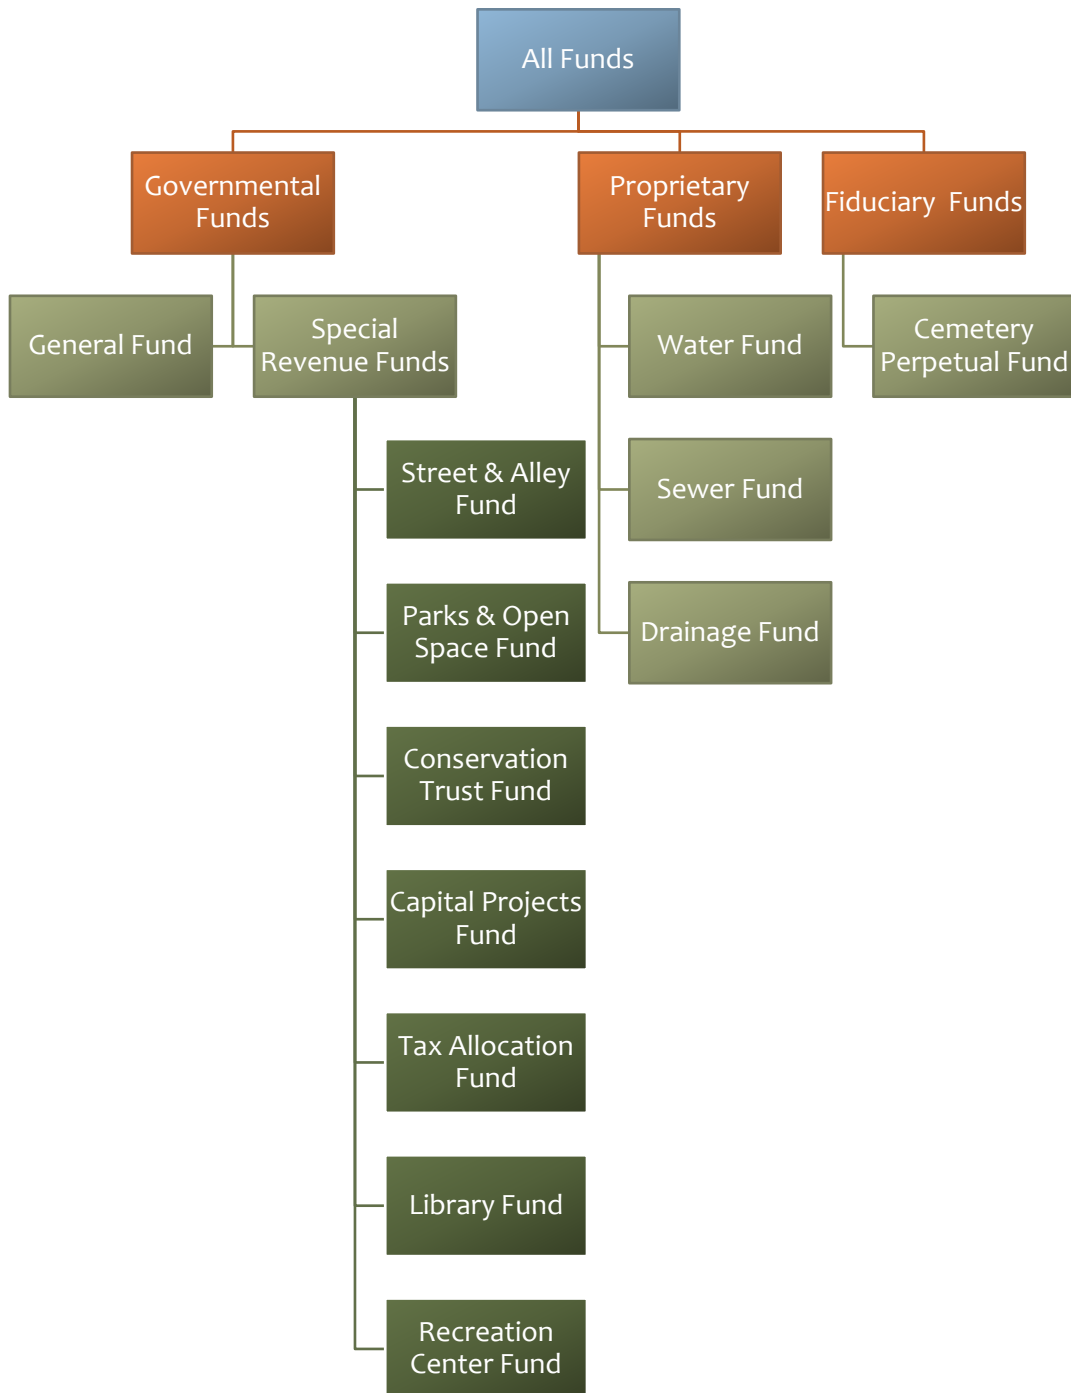 All Funds
Governmental
Funds
Proprietary
Funds
Fiduciary  Funds
General Fund
Special
Revenue Funds
Water Fund
Cemetery
Perpetual Fund
Street & Alley
Fund
Sewer Fund
Parks & Open
Space Fund
Drainage Fund
Conservation
Trust Fund
Capital Projects
Fund
Tax Allocation
Fund
Library Fund
Recreation
Center Fund